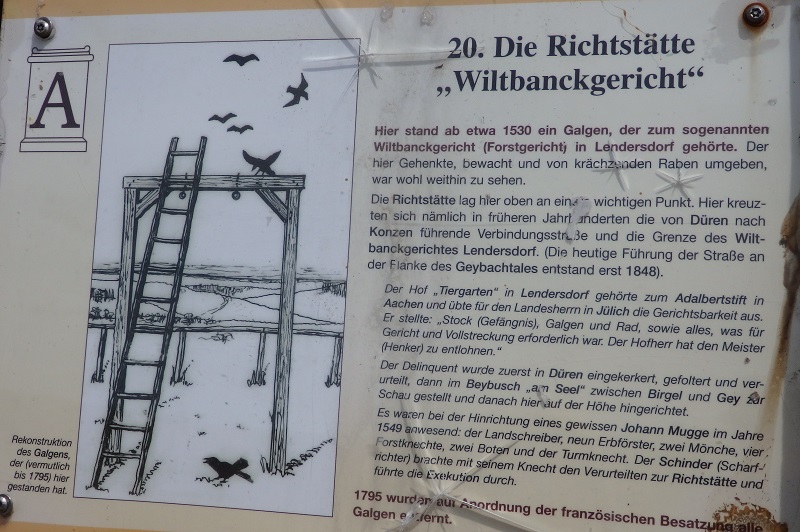 A
20. Die Richtstätte
„Wiltbanckgericht“
Hier stand ab etwa 1530 ein Galgen, der zum sogenannten
Wiltbanckgericht (Forstgericht) in Lendersdorf gehörte. Der
hier Gehenkte, bewacht und von krächzenden Raben umgeben,
war wohl weithin zu sehen.
Die Richtstätte lag hier oben an einem wichtigen Punkt. Hier kreuz-
ten sich nämlich in früheren Jahrhunderten die von Düren nach
Konzen führende Verbindungsstraße und die Grenze des Wilt-
banckgerichtes Lendersdorf. (Die heutige Führung der Straße an
der Flanke des Geybachtales entstand erst 1848).
Der Hof „Tiergarten“ in Lendersdorf gehörte zum Adalbertstift in
Aachen und übte für den Landesherrn in Jülich die Gerichtsbarkeit aus.
Er stellte: „Stock (Gefängnis), Galgen und Rad, sowie alles, was für
Gericht und Vollstreckung erforderlich war. Der Hofherr hat den Meister
(Henker) zu entlohnen.“
Der Delinquent wurde zuerst in Düren eingekerkert, gefoltert und ver-
urteilt, dann im Beybusch „am Seel“ zwischen Birgel und Gey zur
Schau gestellt und danach hier auf der Höhe hingerichtet.
Es waren bei der Hinrichtung eines gewissen Johann Mugge im Jahre
1549 anwesend: der Landschreiber, neun Erbförster, zwei Mönche, vier
Forstknechte, zwei Boten und der Turmknecht. Der Schinder (Scharf-
richter) brachte mit seinem Knecht den Verurteilten zur Richtstätte und
führte die Exekution durch.
1795 wurden auf Anordnung der französischen Besatzung alle
Galgen entfernt.
Rekonstruktion
des Galgens,
der (vermutlich
bis 1795) hier
gestanden hat.